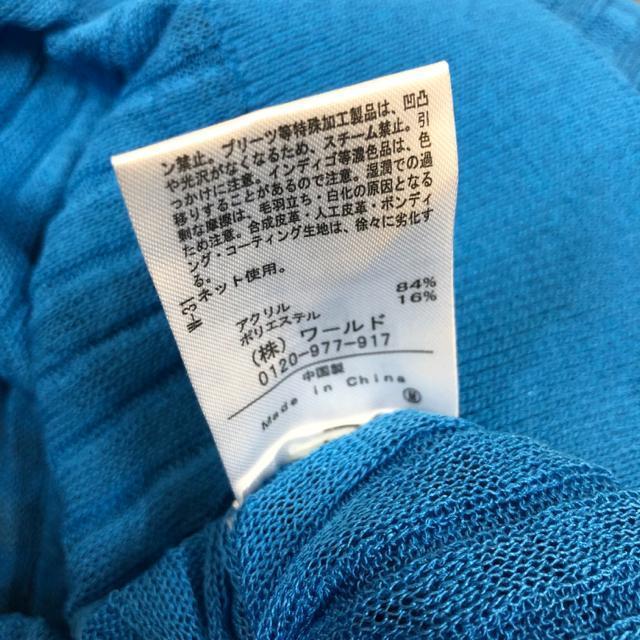 ン禁止。プリーツ等特殊加工製品は、凹凸
や光沢がなくなるため、スチーム禁止。引
っかけに注意。インディゴ等濃色品は、色
移りすることがあるので注意。湿潤での過
剰な摩擦は、毛羽立ち・白化の原因となる
ため注意。合成皮革・人工皮革・ボンディ
ング・コーティング生地は、徐々に劣化す
る。
ネット使用。
アクリル 84%
ポリエステル 16%
(株) ワールド
0120-977-917
中国製
Made in China